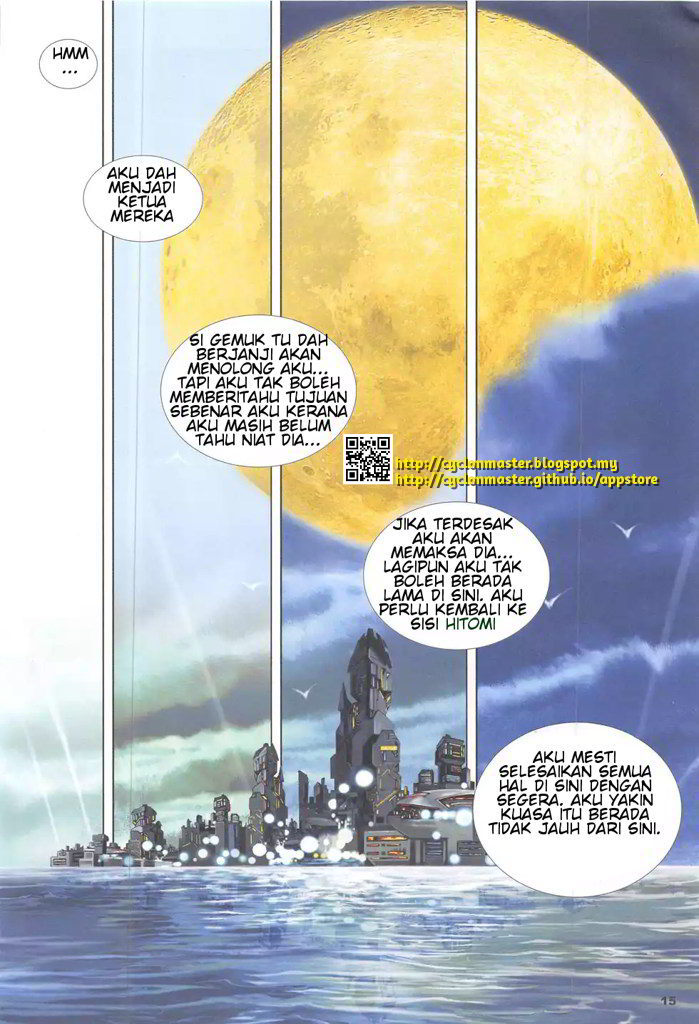 HMM
...
AKU DAH
MENJADI
KETUA
MEREKA
SI GEMUK TU DAH
BERJANJI AKAN
MENOLONG AKU...
TAPI AKU TAK BOLEH
MEMBERITAHU TUJUAN
SEBENAR AKU KERANA
AKU MASIH BELUM
TAHU NIAT DIA...
http://cyclonmaster.blogspot.my
http://cyclonmaster.github.io/appstore
JIKA TERDESAK
AKU AKAN
MEMAKSA DIA...
LAGIPUN AKU TAK
BOLEH BERADA
LAMA DI SINI. AKU
PERLU KEMBALI KE
SISI HITOMI
AKU MESTI
SELESAIKAN SEMUA
HAL DI SINI DENGAN
SEGERA. AKU YAKIN
KUASA ITU BERADA
TIDAK JAUH DARI SINI.
15